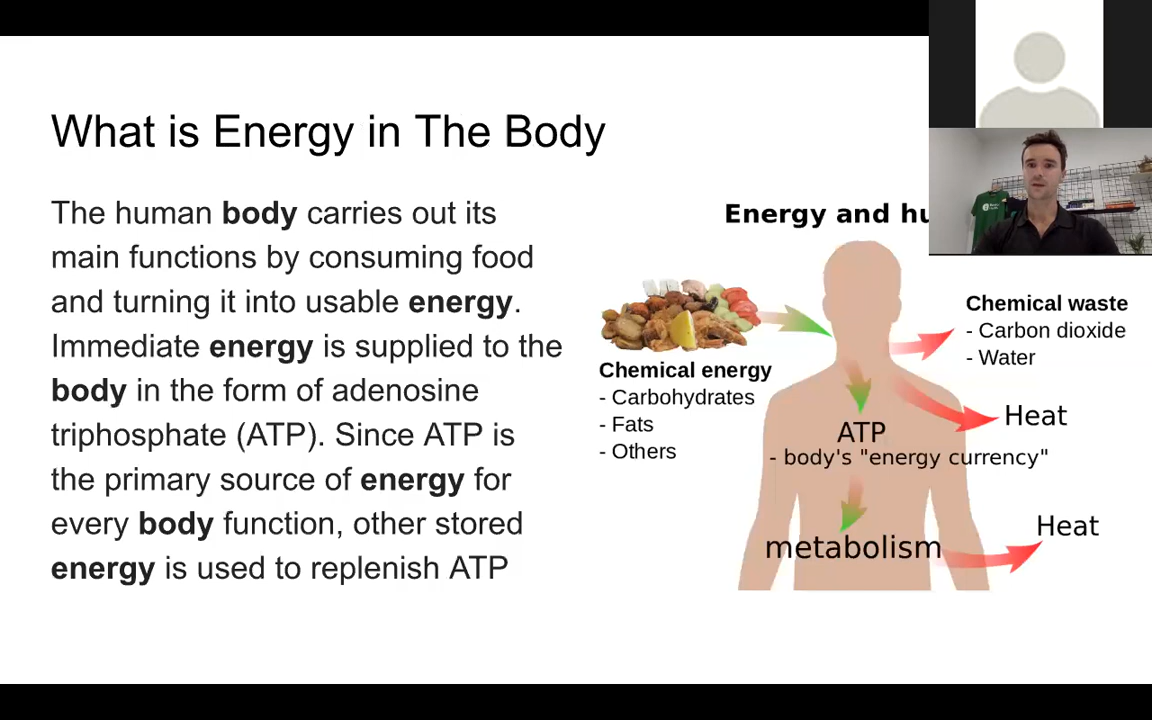 What is Energy in The Body
The human body carries out its
main functions by consuming food
and turning it into usable energy.
Immediate energy is supplied to the
body in the form of adenosine
triphosphate (ATP). Since ATP is
the primary source of energy for
every body function, other stored
energy is used to replenish ATP
Energy and hu
Chemical energy
- Carbohydrates
- Fats
- Others
Chemical waste
- Carbon dioxide
- Water
Heat
ATP
- body's "energy currency"
Heat
metabolism